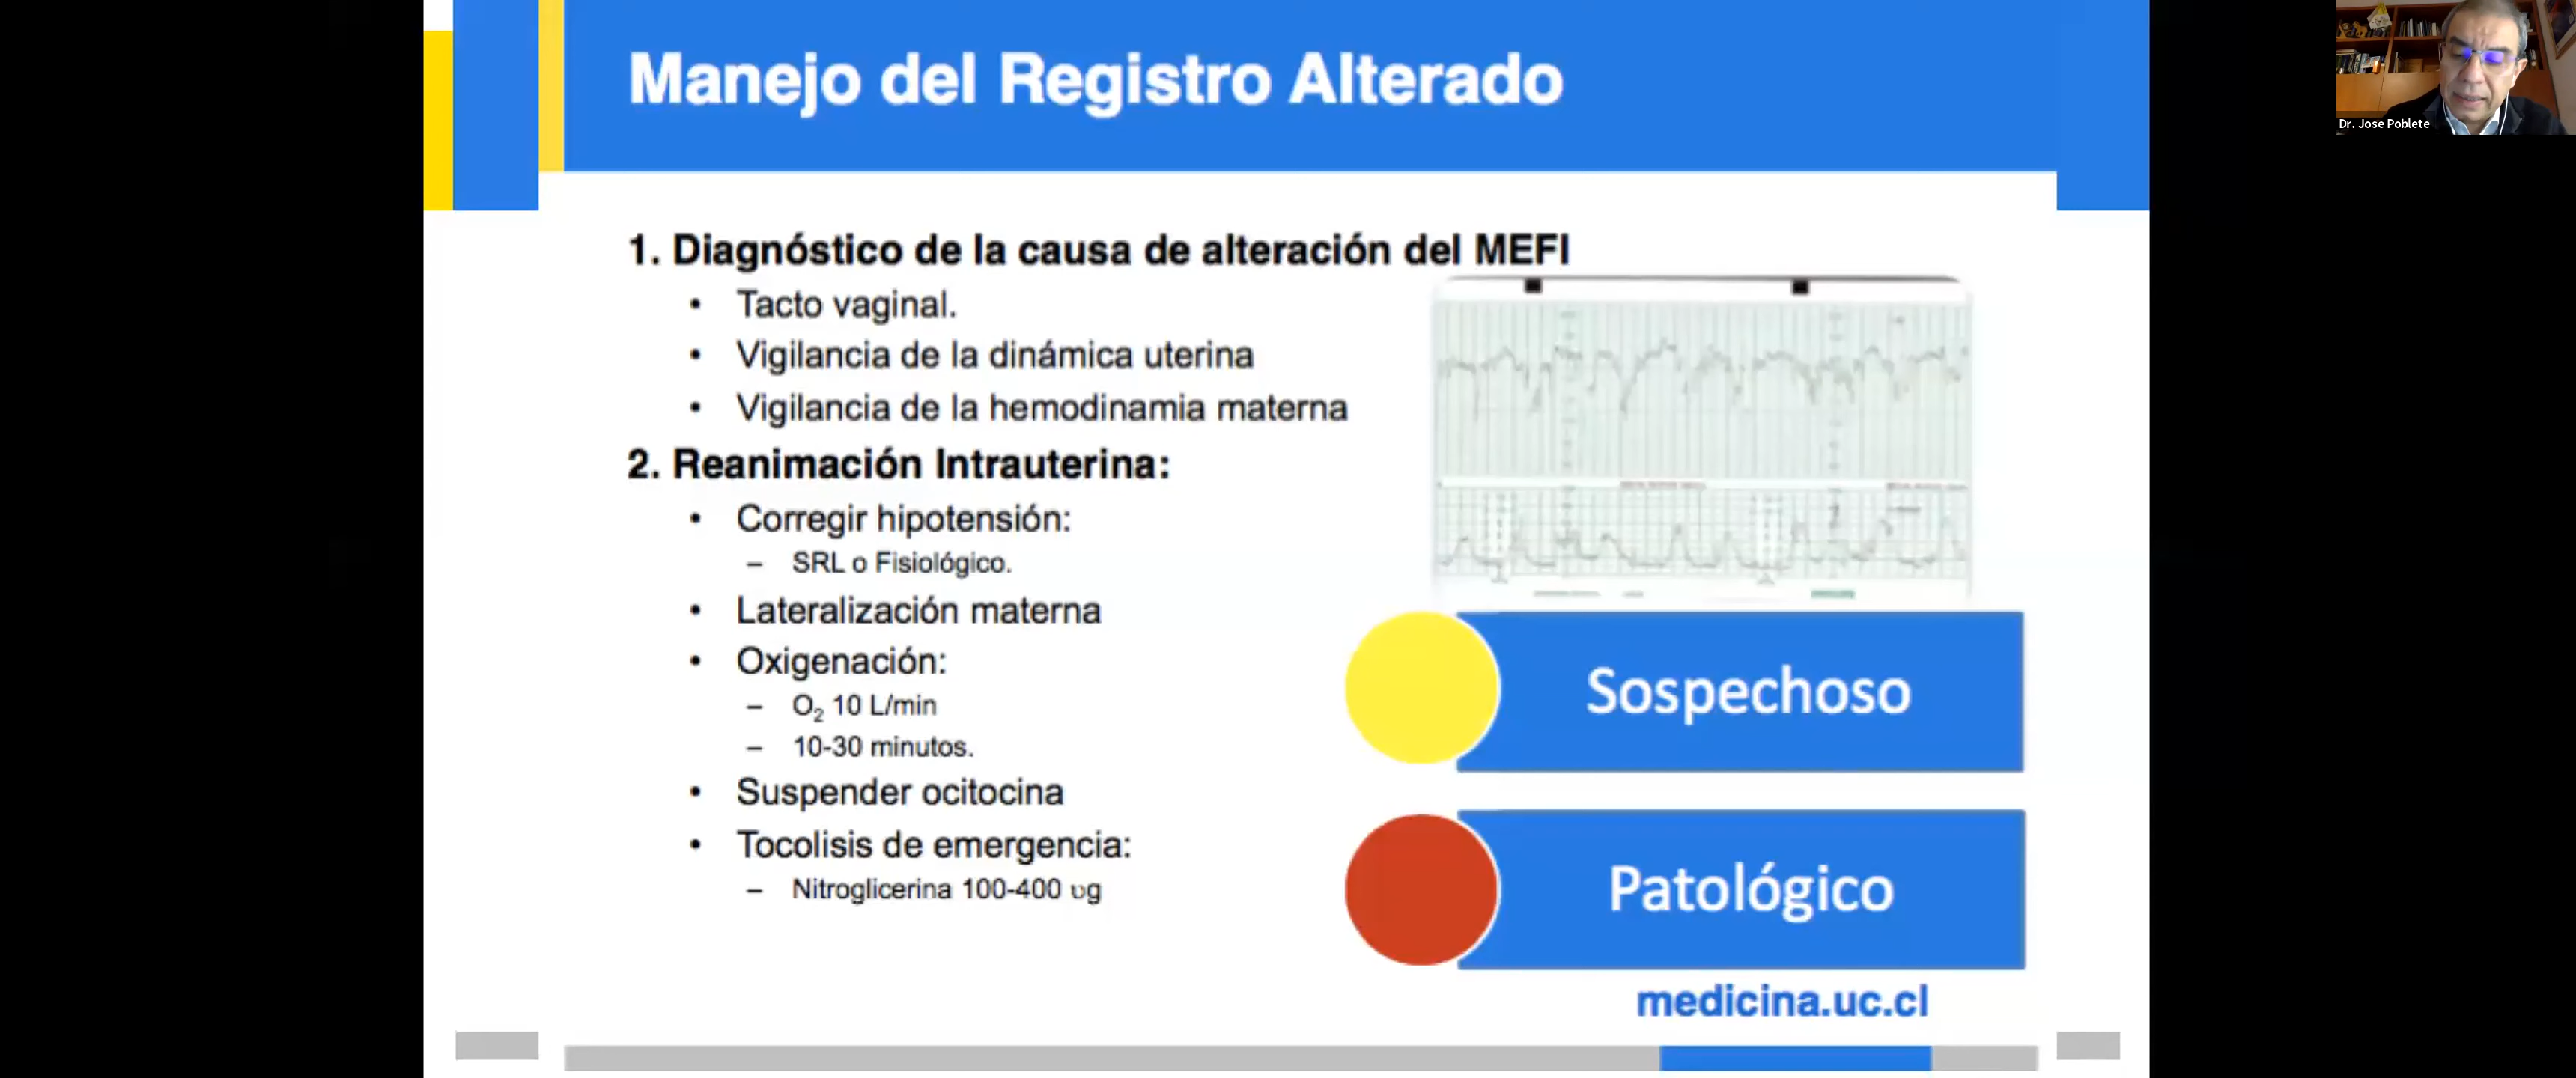 Manejo del Registro Alterado
Dr. Jose Poblete
1. Diagnóstico de la causa de alteración del MEFI
• Tacto vaginal.
• Vigilancia de la dinámica uterina
• Vigilancia de la hemodinamia materna
2. Reanimación Intrauterina:
• Corregir hipotensión:
– SRL o Fisiológico.
• Lateralización materna
• Oxigenación:
– O₂ 10 L/min
– 10-30 minutos.
• Suspender ocitocina
• Tocolisis de emergencia:
– Nitroglicerina 100-400 υg
Sospechoso
Patológico
medicina.uc.cl